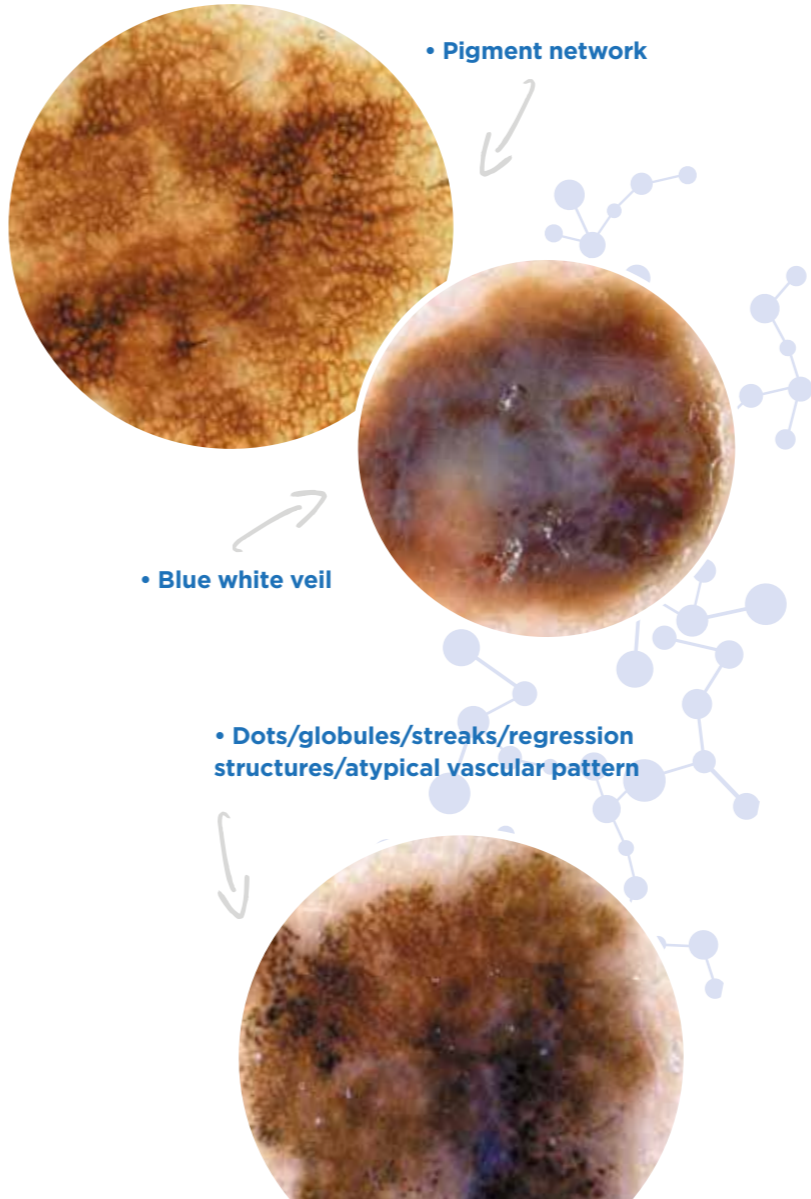 • Pigment network
• Blue white veil
• Dots/globules/streaks/regression
structures/atypical vascular pattern